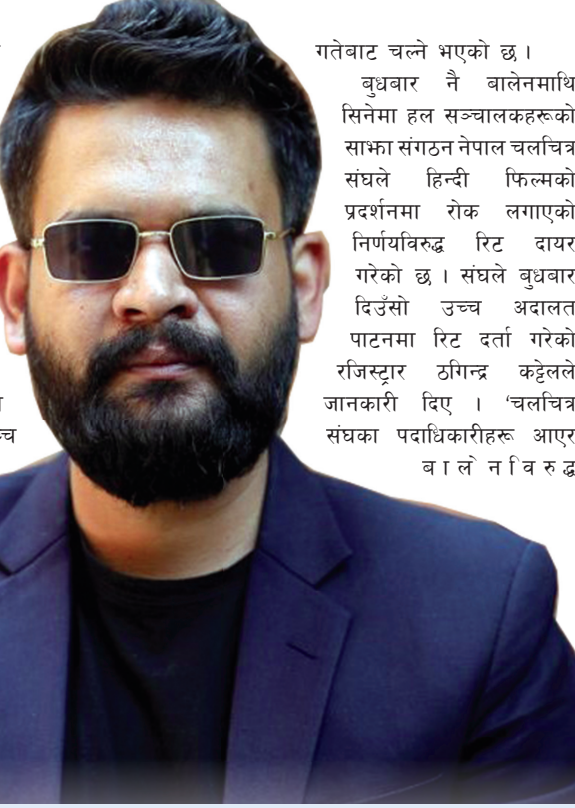 गतेबाट चल्ने भएको छ ।
बुधबार नै बालेनमाथि
सिनेमा हल सञ्चालकहरूको
साझा संगठन नेपाल चलचित्र
संघले हिन्दी फिल्मको
प्रदर्शनमा रोक लगाएको
निर्णयविरुद्ध रिट दायर
गरेको छ । संघले बुधबार
दिउँसो उच्च अदालत
पाटनमा रिट दर्ता गरेको
रजिस्ट्रार ठगिन्द्र कट्टेलले
जानकारी दिए । ‘चलचित्र
संघका पदाधिकारीहरू आएर
बालेनविरुद्ध